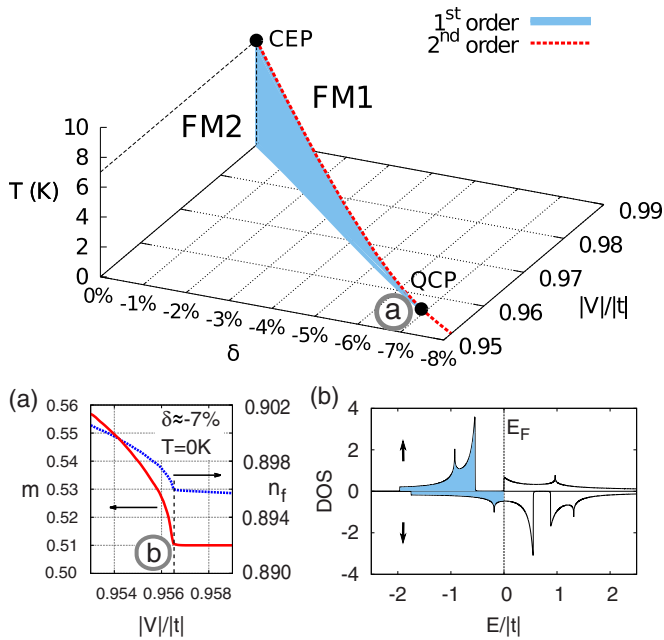 1st order
2nd order
CEP
FM1
FM2
T (K)
10
8
6
4
2
0
0% -1% -2% -3% -4% -5% -6% -7% -8%
δ
0.99
0.98
0.97
0.96
0.95
|V|/|t|
QCP
a
(a)
δ≈-7%
T=0K
m
0.56
0.55
0.54
0.53
0.52
0.51
0.50
0.902
0.898
0.894
0.890
nf
b
0.954 0.956 0.958
|V|/|t|
(b)
EF
DOS
4
2
0
-2
-4
-2 -1 0 1 2
E/|t|